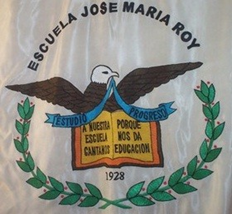 ESCUELA JOSE MARIA ROY
ESTUDIO PROGRESO
A NUESTRA
ESCUELA
CANTAMOS
PORQUE
NOS DA
EDUCACION
1928